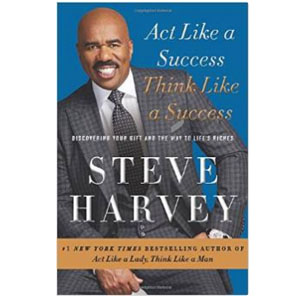 Act Like a
Success
Think Like
a Success
DISCOVERING YOUR GIFT AND THE WAY TO LIFE'S RICHES
STEVE
HARVEY
#1 NEW YORK TIMES BESTSELLING AUTHOR OF
Act Like a Lady, Think Like a Man